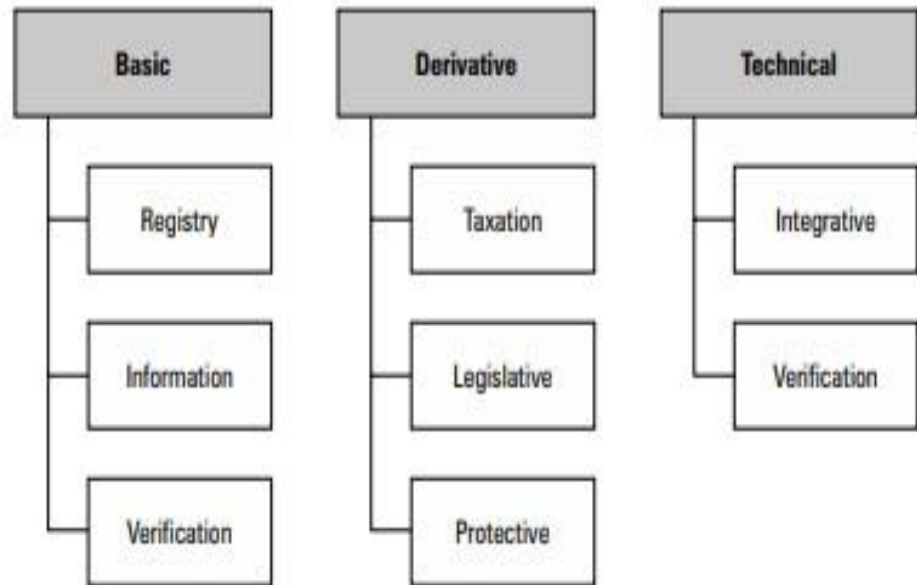 Basic
Registry
Information
Verification
Derivative
Taxation
Legislative
Protective
Technical
Integrative
Verification